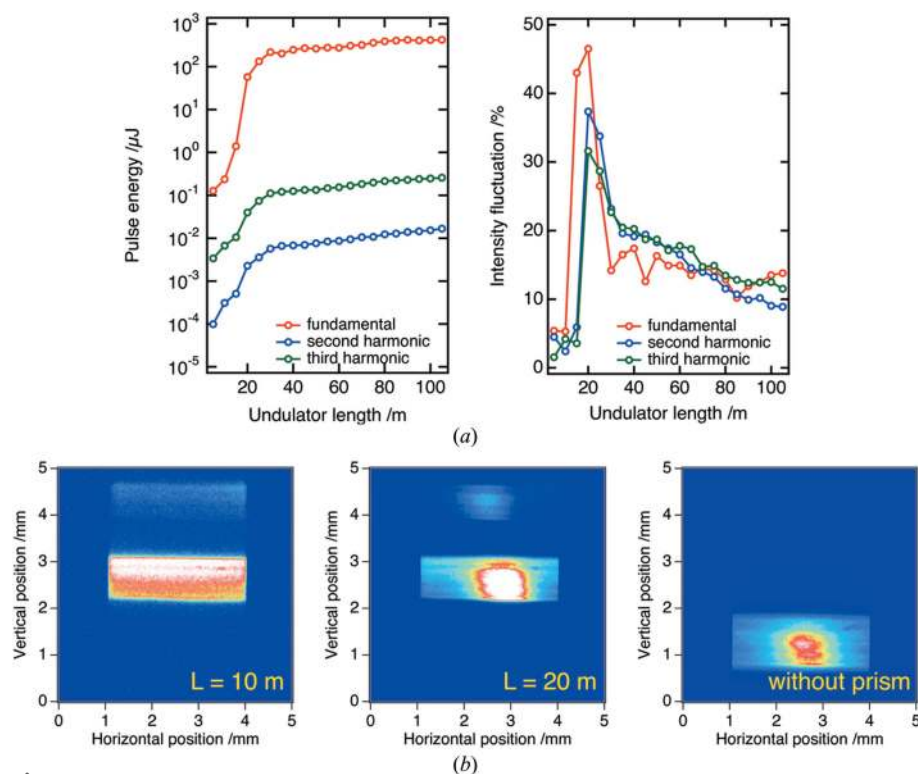 10³
10²
10¹
10⁰
10⁻¹
10⁻²
10⁻³
10⁻⁴
10⁻⁵
Pulse energy /µJ
fundamental
second harmonic
third harmonic
20 40 60 80 100
Undulator length /m
50
40
30
20
10
0
Intensity fluctuation /%
fundamental
second harmonic
third harmonic
20 40 60 80 100
Undulator length /m
(a)
5
4
3
2
1
0
Vertical position /mm
L = 10 m
0 1 2 3 4 5
Horizontal position /mm
5
4
3
2
1
0
Vertical position /mm
L = 20 m
0 1 2 3 4 5
Horizontal position /mm
5
4
3
2
1
0
Vertical position /mm
without prism
0 1 2 3 4 5
Horizontal position /mm
(b)